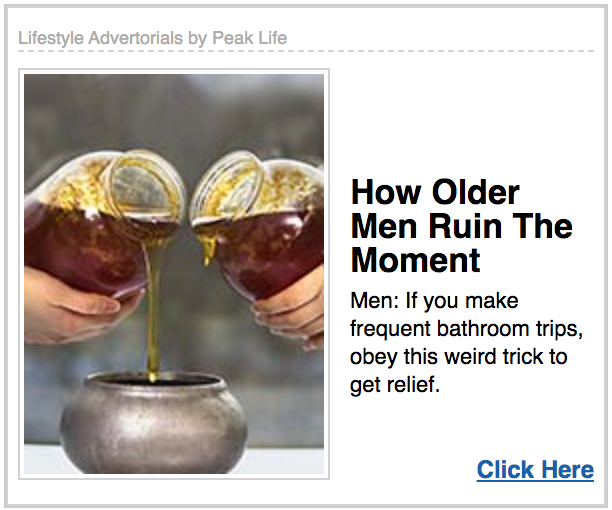 Lifestyle Advertorials by Peak Life
How Older
Men Ruin The
Moment
Men: If you make
frequent bathroom trips,
obey this weird trick to
get relief.
Click Here